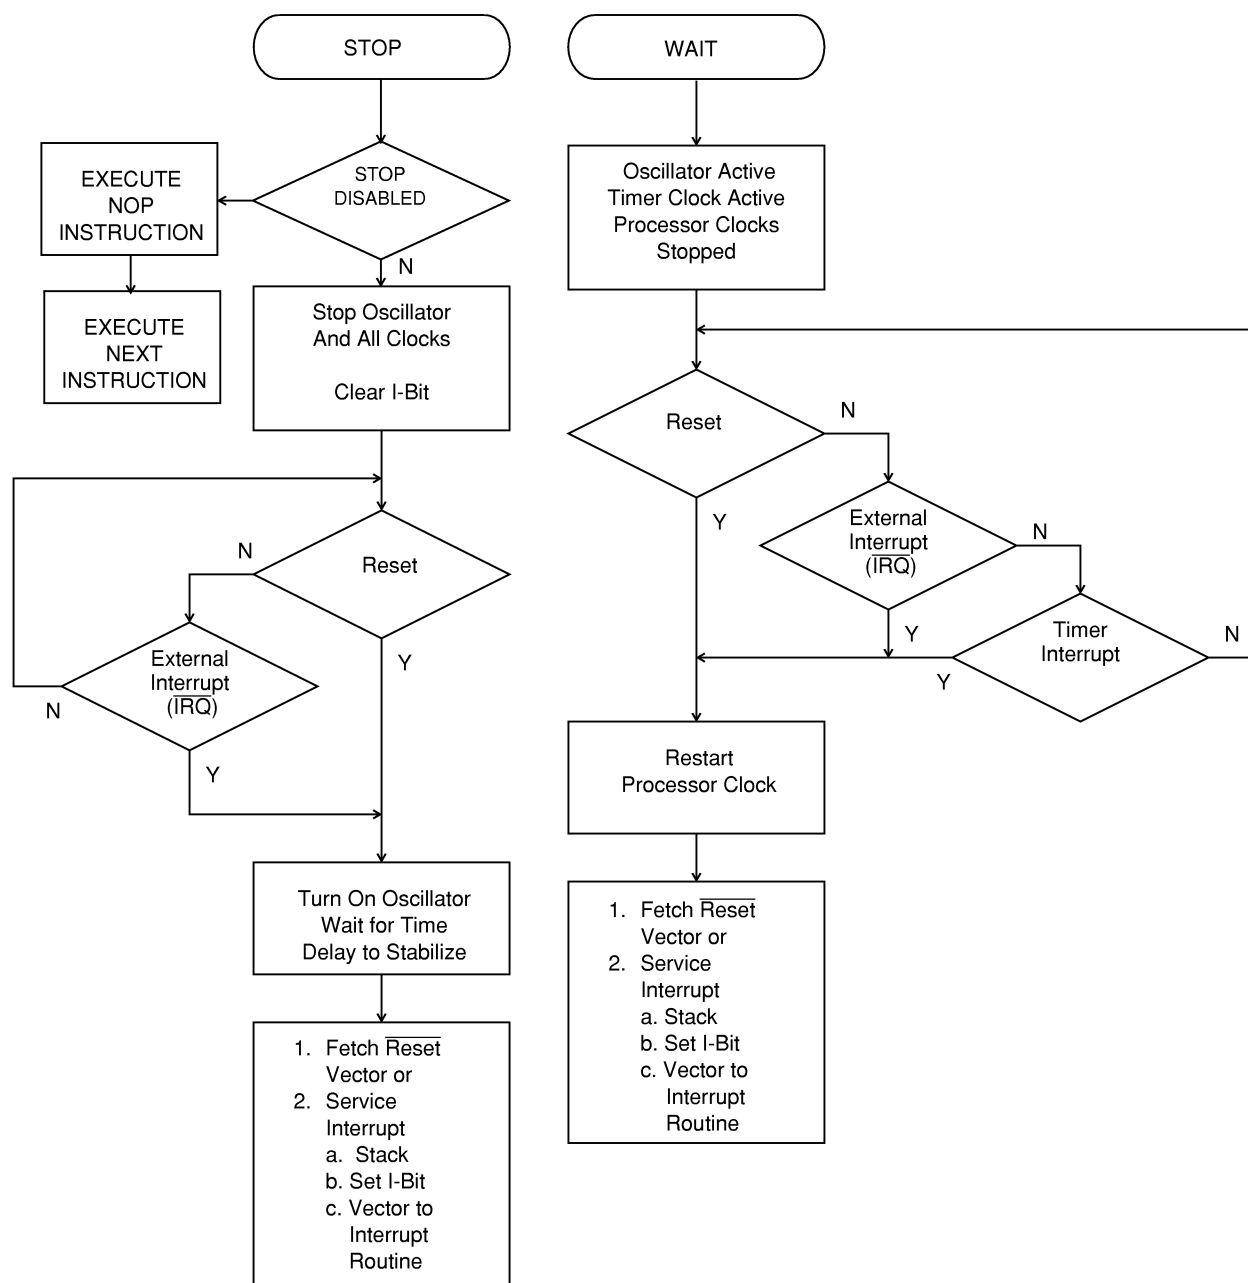 STOP
STOP
DISABLED
EXECUTE
NOP
INSTRUCTION
EXECUTE
NEXT
INSTRUCTION
N
Stop Oscillator
And All Clocks
Clear I-Bit
Reset
N
Y
External
Interrupt
(IRQ)
N
Y
Turn On Oscillator
Wait for Time
Delay to Stabilize
1. Fetch Reset
Vector or
2. Service
Interrupt
a. Stack
b. Set I-Bit
c. Vector to
Interrupt
Routine
WAIT
Oscillator Active
Timer Clock Active
Processor Clocks
Stopped
Reset
N
Y
External
Interrupt
(IRQ)
N
Y
Timer
Interrupt
N
Y
Restart
Processor Clock
1. Fetch Reset
Vector or
2. Service
Interrupt
a. Stack
b. Set I-Bit
c. Vector to
Interrupt
Routine